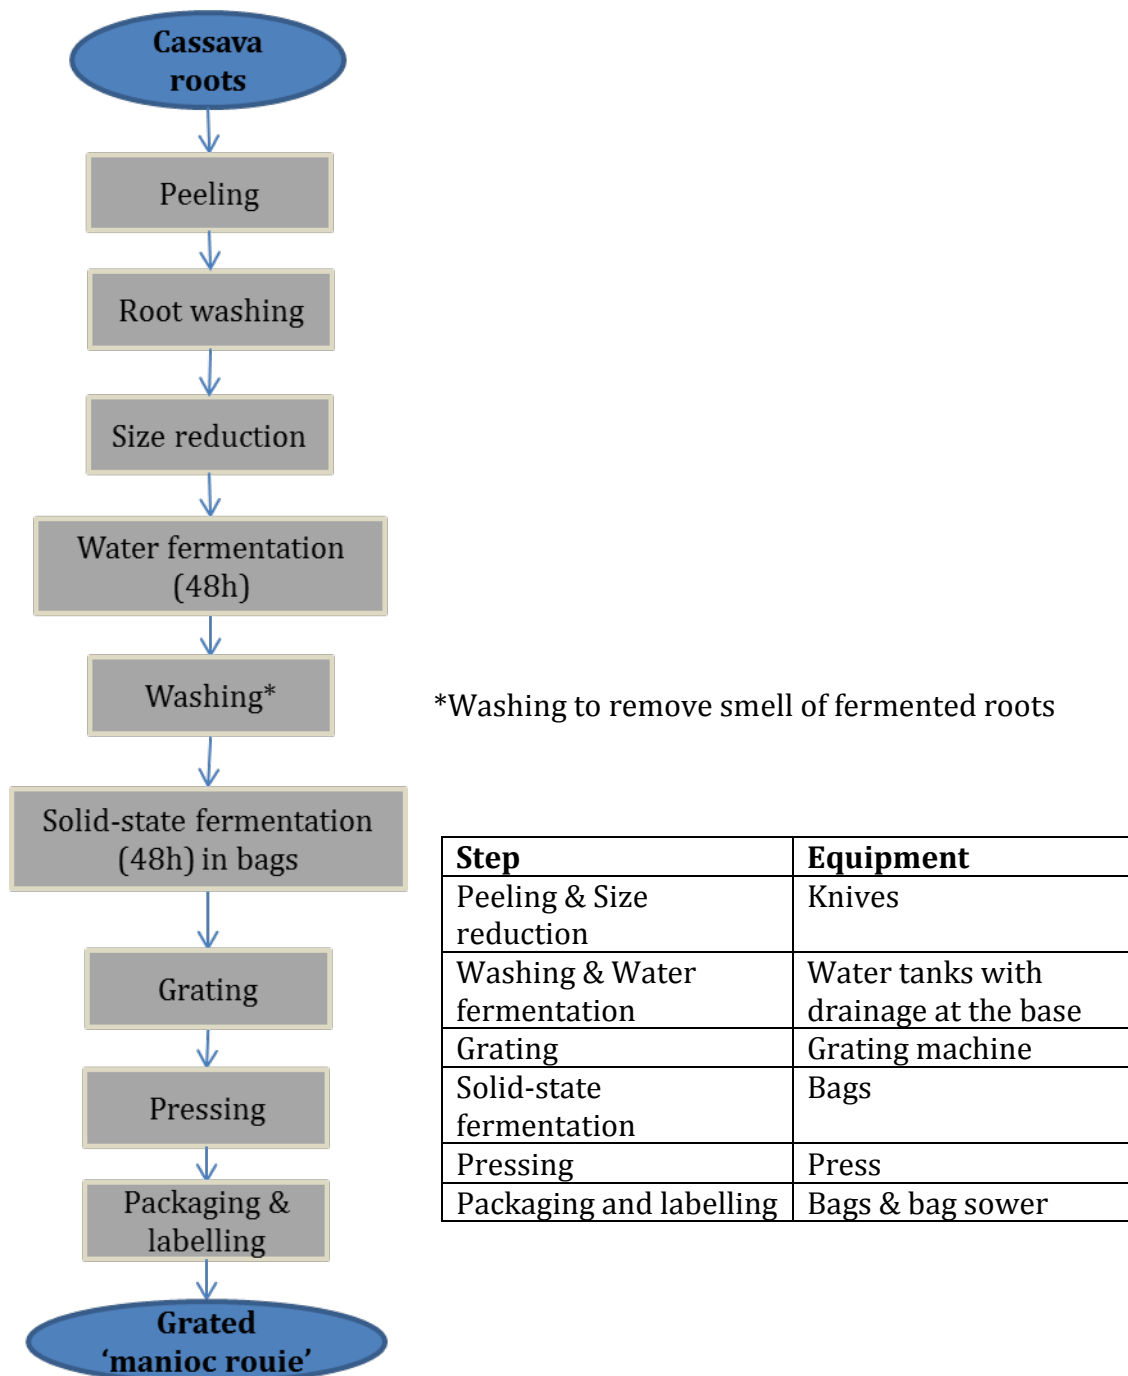 Cassava
roots
Peeling
Root washing
Size reduction
Water fermentation
(48h)
Washing*
*Washing to remove smell of fermented roots
Solid-state fermentation
(48h) in bags
Grating
Pressing
Packaging &
labelling
Grated
‘manioc rouie’
Step Equipment
Peeling & Size Knives
reduction
Washing & Water Water tanks with
fermentation drainage at the base
Grating Grating machine
Solid-state Bags
fermentation
Pressing Press
Packaging and labelling Bags & bag sower